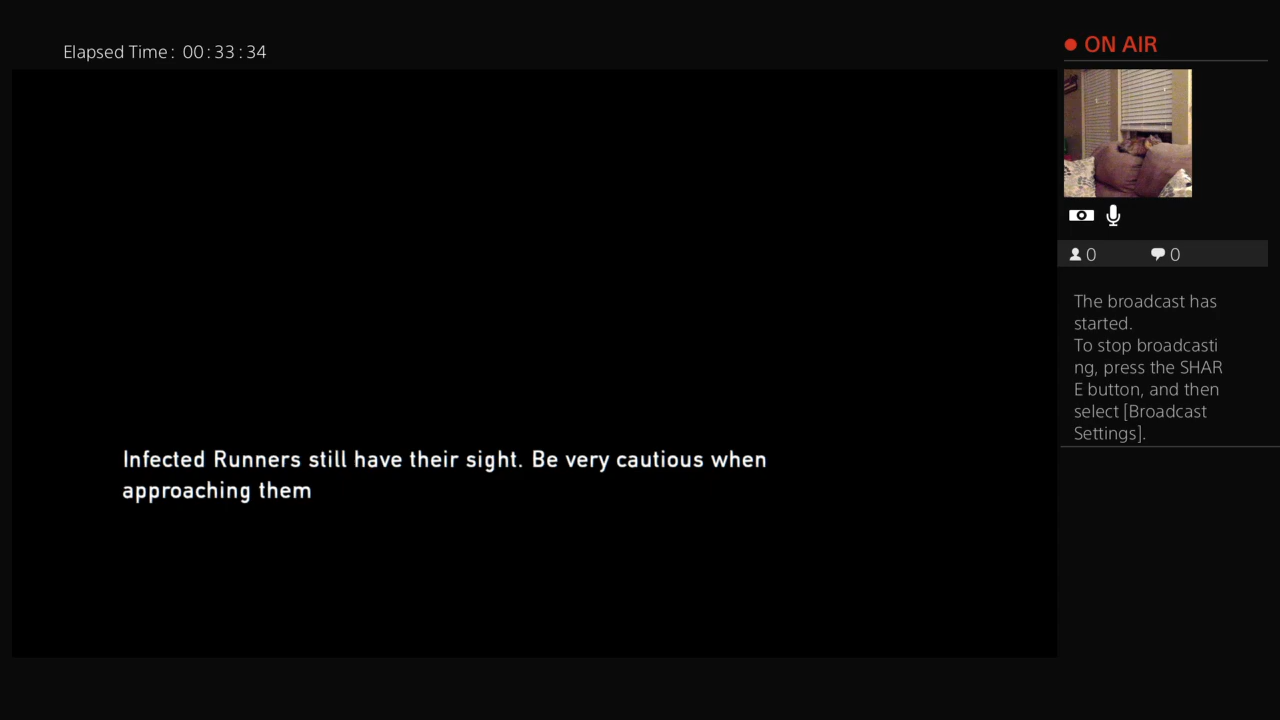 Elapsed Time: 00:33:34
ON AIR
0
0
The broadcast has
started.
To stop broadcasti
ng, press the SHAR
E button, and then
select [Broadcast
Settings].
Infected Runners still have their sight. Be very cautious when
approaching them